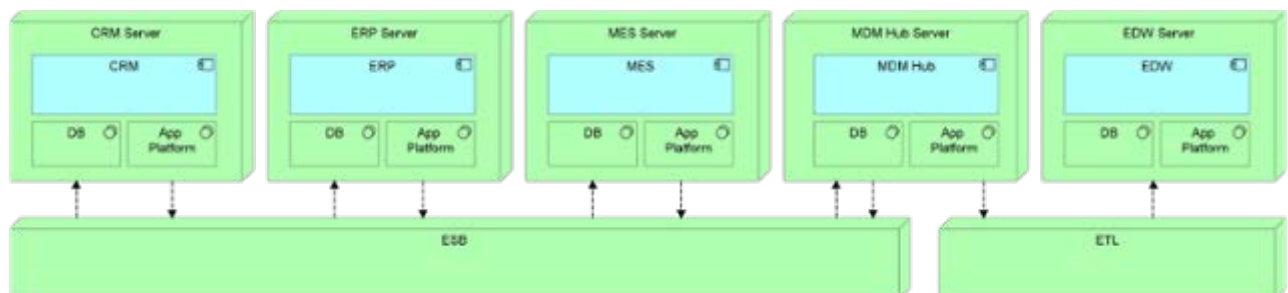 CRM Server
ERP Server
MES Server
MDM Hub Server
EDW Server
CRM
ERP
MES
MDM Hub
EDW
DB
App
Platform
DB
App
Platform
DB
App
Platform
DB
App
Platform
DB
App
Platform
ESB
ETL